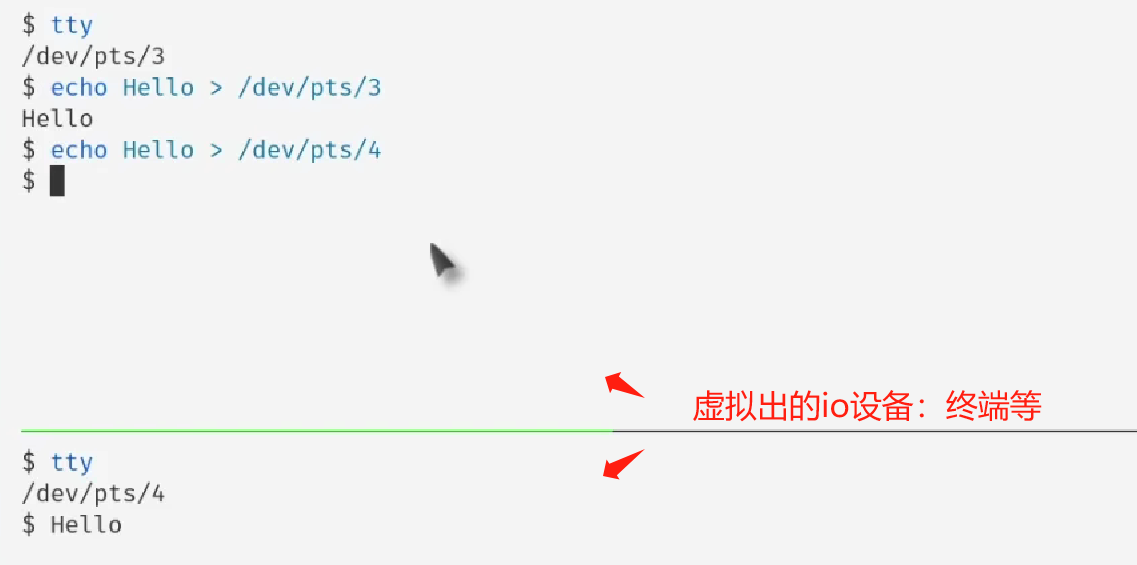 $ tty
/dev/pts/3
$ echo Hello > /dev/pts/3
Hello
$ echo Hello > /dev/pts/4
$
虚拟出的io设备：终端等
$ tty
/dev/pts/4
$ Hello